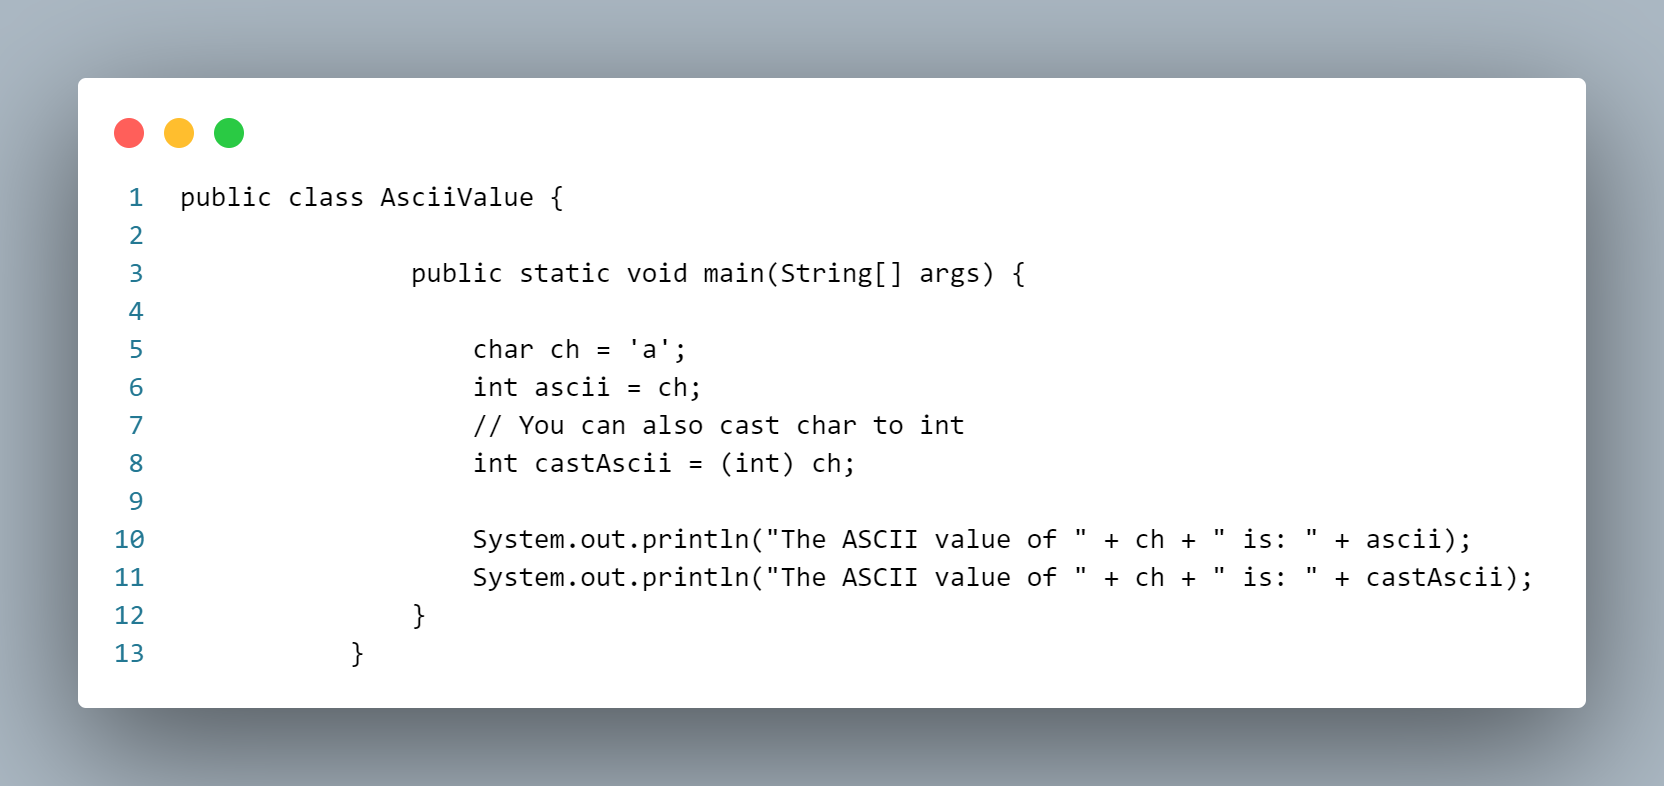 1 public class AsciiValue {
2
3 public static void main(String[] args) {
4
5 char ch = 'a';
6 int ascii = ch;
7 // You can also cast char to int
8 int castAscii = (int) ch;
9
10 System.out.println("The ASCII value of " + ch + " is: " + ascii);
11 System.out.println("The ASCII value of " + ch + " is: " + castAscii);
12 }
13 }